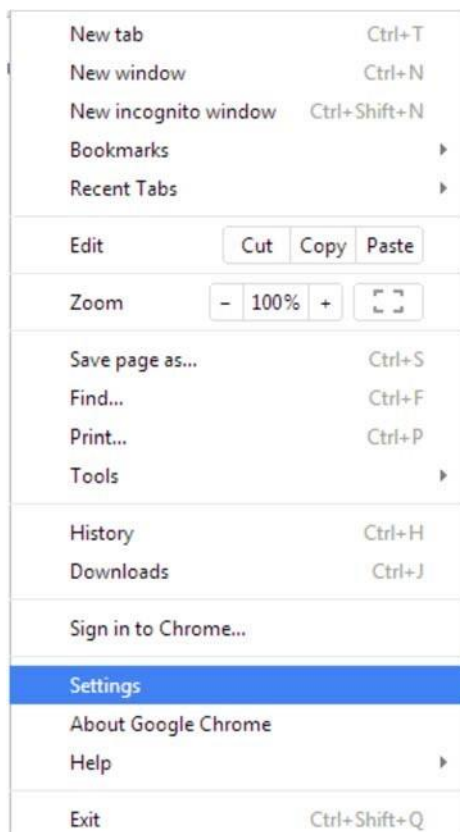 New tab Ctrl+T
New window Ctrl+N
New incognito window Ctrl+Shift+N
Bookmarks
Recent Tabs
Edit Cut Copy Paste
Zoom - 100% +
Save page as... Ctrl+S
Find... Ctrl+F
Print... Ctrl+P
Tools
History Ctrl+H
Downloads Ctrl+J
Sign in to Chrome...
Settings
About Google Chrome
Help
Exit Ctrl+Shift+Q